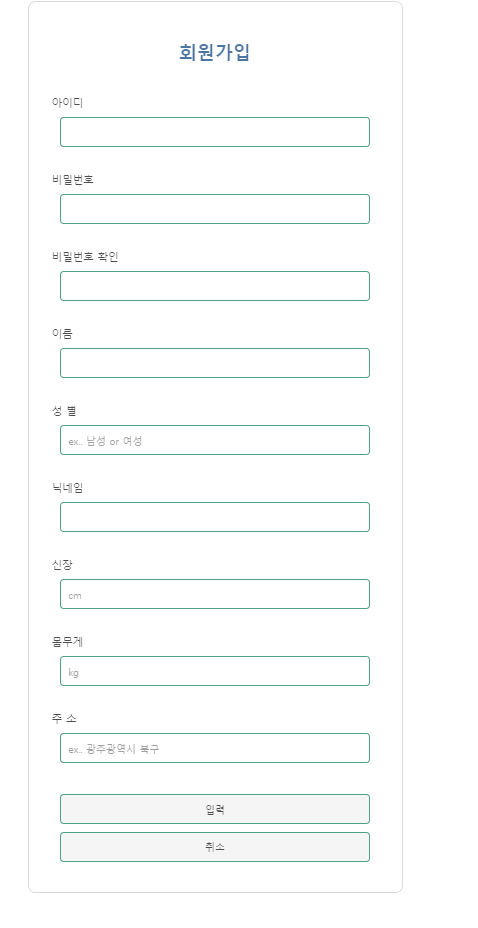 회원가입
아이디
비밀번호
비밀번호 확인
이름
성 별
ex.. 남성 or 여성
닉네임
신장
cm
몸무게
kg
주 소
ex.. 광주광역시 북구
입력
취소